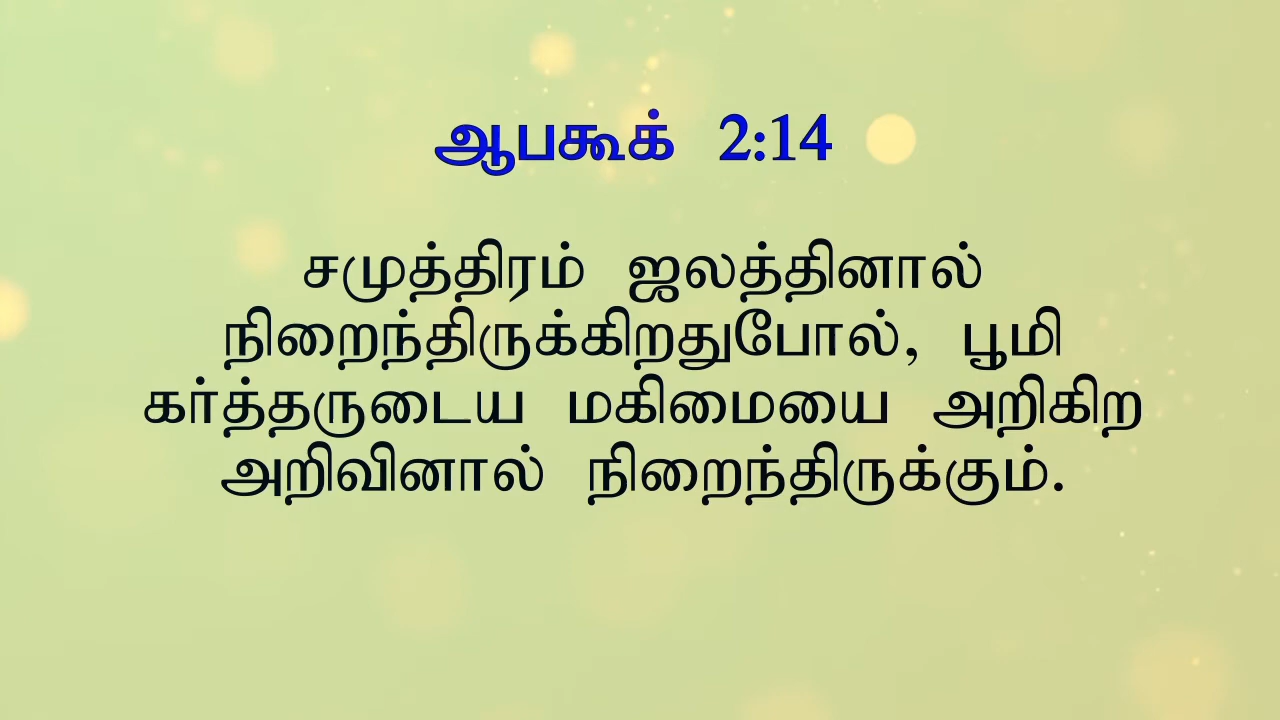 ஆபகூக் 2:14
சமுத்திரம் ஜலத்தினால்
நிறைந்திருக்கிறதுபோல், பூமி
கர்த்தருடைய மகிமையை அறிகிற
அறிவினால் நிறைந்திருக்கும்.